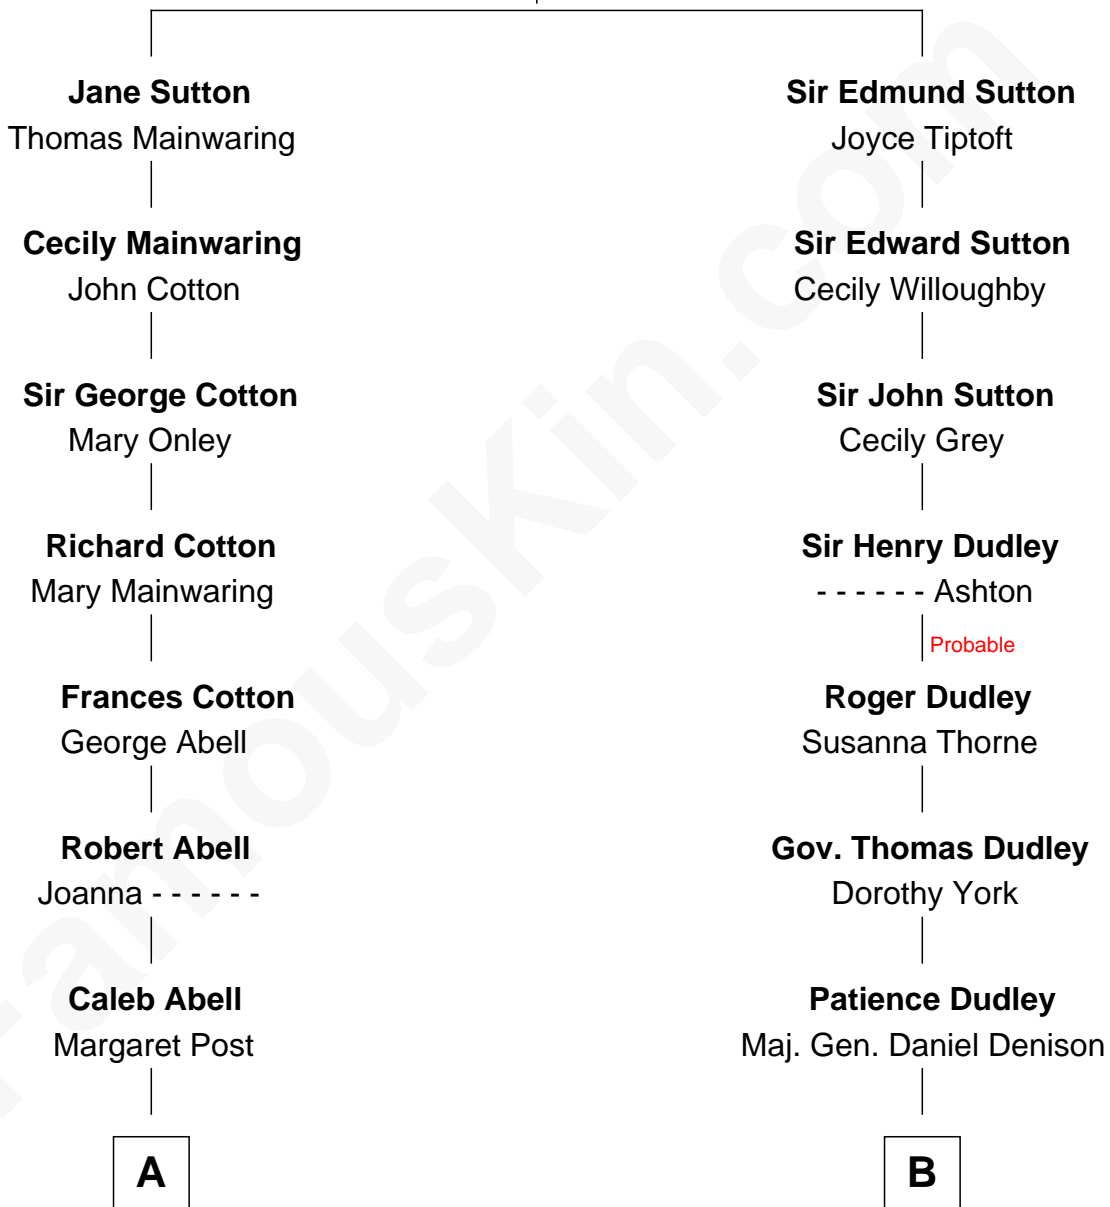 Jane Sutton
Thomas Mainwaring
Cecily Mainwaring
John Cotton
Sir George Cotton
Mary Onley
Richard Cotton
Mary Mainwaring
Frances Cotton
George Abell
Robert Abell
Joanna - - - - - -
Caleb Abell
Margaret Post
A
Sir Edmund Sutton
Joyce Tiptoft
Sir Edward Sutton
Cecily Willoughby
Sir John Sutton
Cecily Grey
Sir Henry Dudley
- - - - - - Ashton
Probable
Roger Dudley
Susanna Thorne
Gov. Thomas Dudley
Dorothy York
Patience Dudley
Maj. Gen. Daniel Denison
B
FamousKin.com